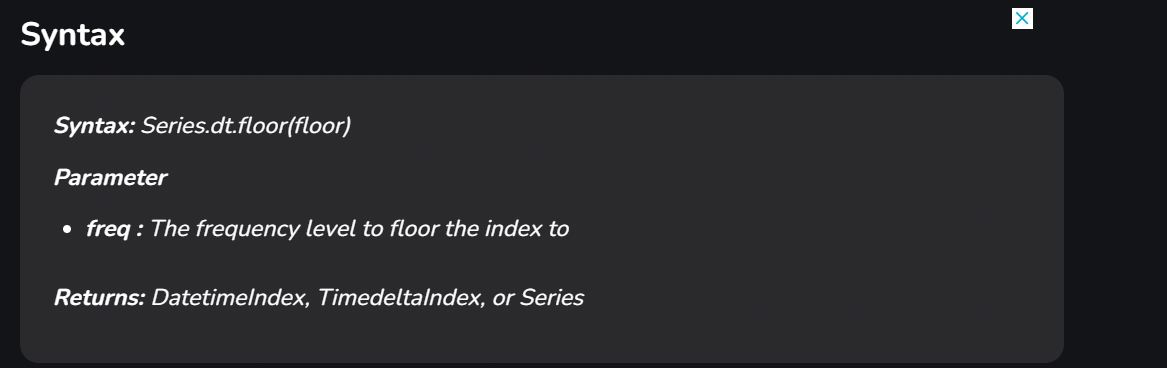 Syntax
Syntax: Series.dt.floor(floor)
Parameter
• freq : The frequency level to floor the index to
Returns: DatetimeIndex, TimedeltaIndex, or Series